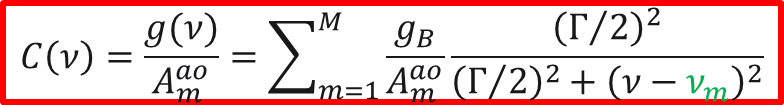 C(ν) = g(ν)/A_m^{ao} = ∑_{m=1}^{M} g_B/A_m^{ao} (Γ/2)²/((Γ/2)² + (ν − ν_m)²)